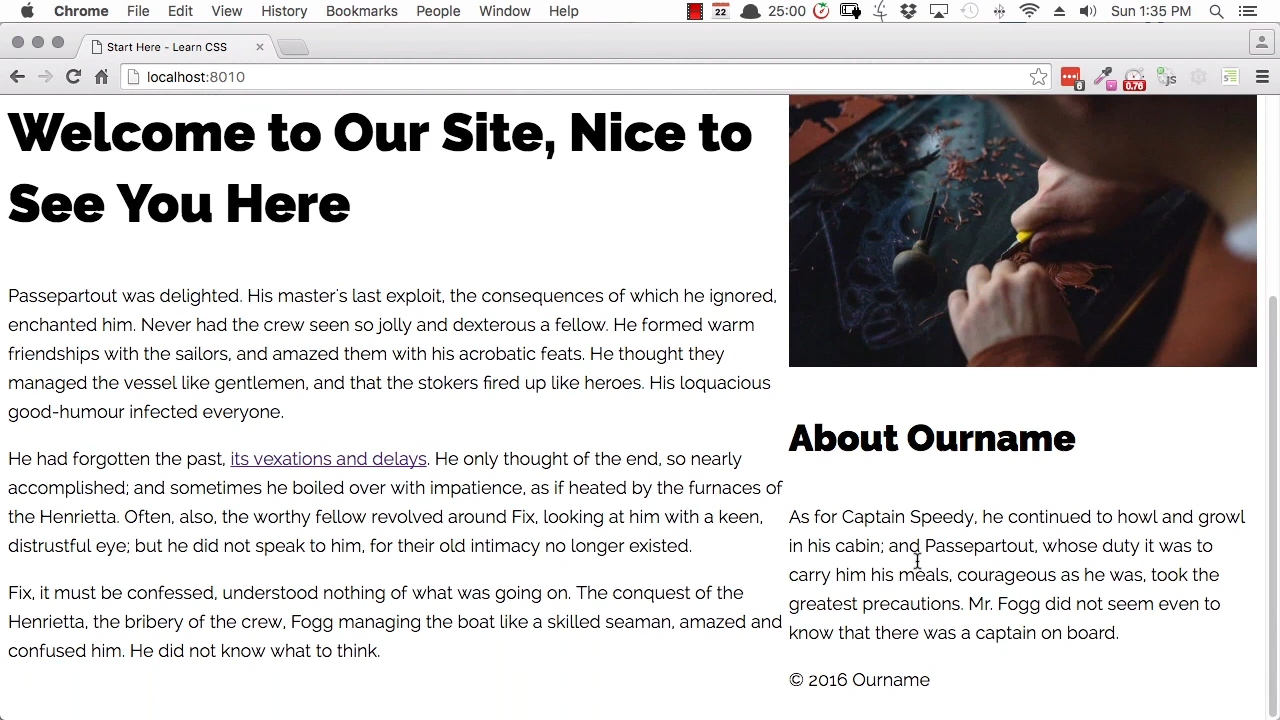 Chrome File Edit View History Bookmarks People Window Help 22 25:00 Sun 1:35 PM
Start Here - Learn CSS
localhost:8010
6 0.76 js
Welcome to Our Site, Nice to
See You Here
Passepartout was delighted. His master's last exploit, the consequences of which he ignored,
enchanted him. Never had the crew seen so jolly and dexterous a fellow. He formed warm
friendships with the sailors, and amazed them with his acrobatic feats. He thought they
managed the vessel like gentlemen, and that the stokers fired up like heroes. His loquacious
good-humour infected everyone.
He had forgotten the past, its vexations and delays. He only thought of the end, so nearly
accomplished; and sometimes he boiled over with impatience, as if heated by the furnaces of
the Henrietta. Often, also, the worthy fellow revolved around Fix, looking at him with a keen,
distrustful eye; but he did not speak to him, for their old intimacy no longer existed.
Fix, it must be confessed, understood nothing of what was going on. The conquest of the
Henrietta, the bribery of the crew, Fogg managing the boat like a skilled seaman, amazed and
confused him. He did not know what to think.
About Ourname
As for Captain Speedy, he continued to howl and growl
in his cabin; and Passepartout, whose duty it was to
carry him his meals, courageous as he was, took the
greatest precautions. Mr. Fogg did not seem even to
know that there was a captain on board.
© 2016 Ourname